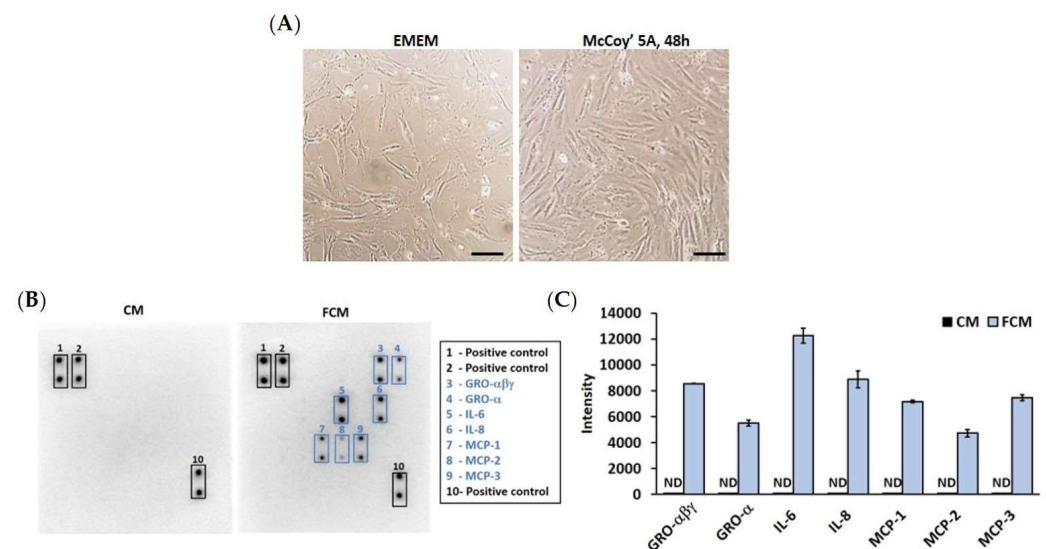 (A)
EMEM
McCoy' 5A, 48h
(B)
CM
FCM
1 2
10
1 2
3 4
5
6
7 8 9
10
1 - Positive control
2 - Positive control
3 - GRO-αβγ
4 - GRO-α
5 - IL-6
6 - IL-8
7 - MCP-1
8 - MCP-2
9 - MCP-3
10- Positive control
(C)
CM FCM
Intensity
14000
12000
10000
8000
6000
4000
2000
0
ND ND ND ND ND ND ND
GRO-αβγ
GRO-α
IL-6
IL-8
MCP-1
MCP-2
MCP-3